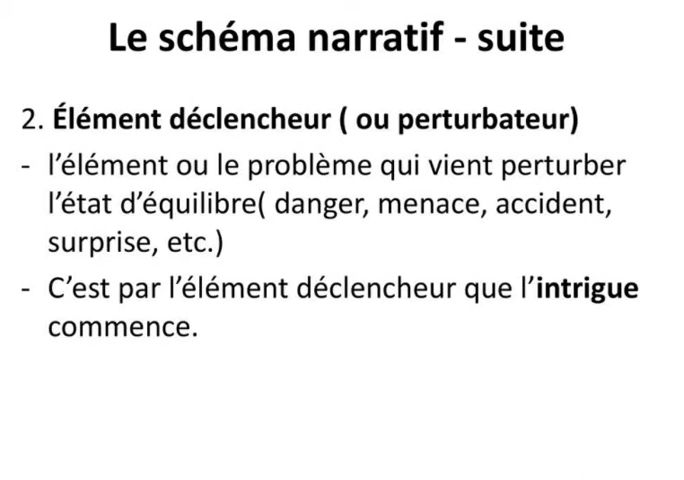 Le schéma narratif - suite
2. Élément déclencheur ( ou perturbateur)
- l’élément ou le problème qui vient perturber
l’état d’équilibre( danger, menace, accident,
surprise, etc.)
- C’est par l’élément déclencheur que l’intrigue
commence.